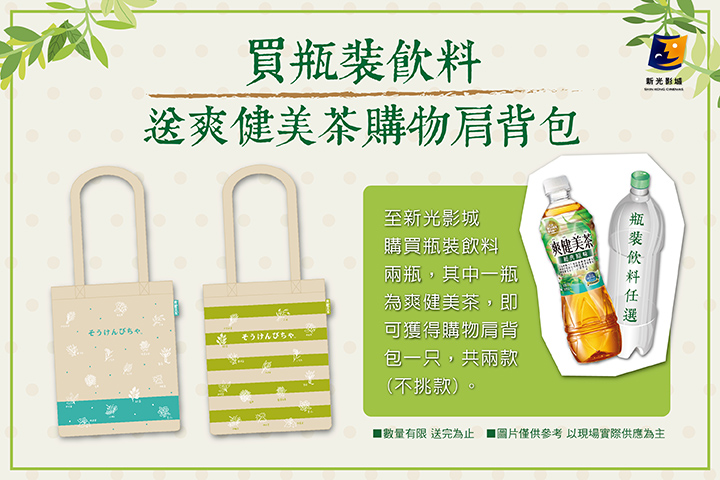 買瓶裝飲料
新光影城
SHIN KONG CINEMAS
送爽健美茶購物肩背包
そうけんびちゃ
そうけんびちゃ
至新光影城
購買瓶裝飲料
兩瓶，其中一瓶
為爽健美茶，即
可獲得購物肩背
包一只，共兩款
(不挑款)。
爽健美茶
瓶裝飲料任選
■數量有限 送完為止 ■圖片僅供參考 以現場實際供應為主